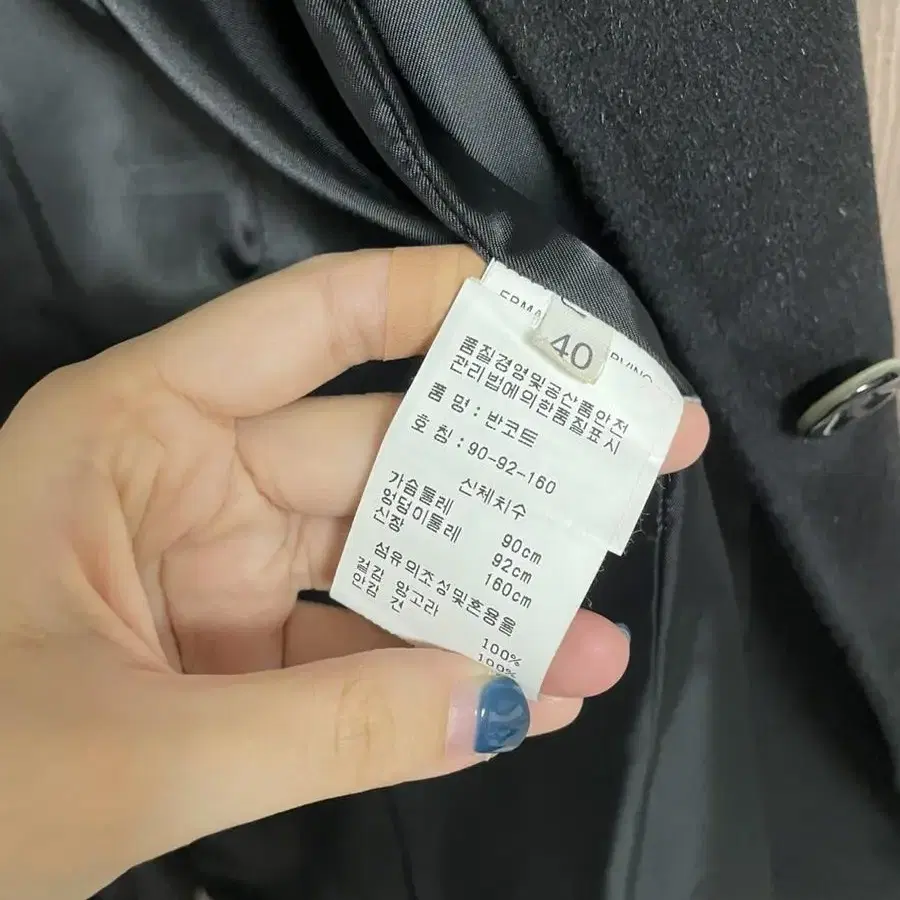 40
품질경영및공산품안전
관리법에의한품질표시
품 명 : 반코트
호 칭 : 90-92-160
신체치수
가슴둘레 90cm
엉덩이둘레 92cm
신장 160cm
섬유의조성및혼용율
겉감 앙고라 100%
안감 100%